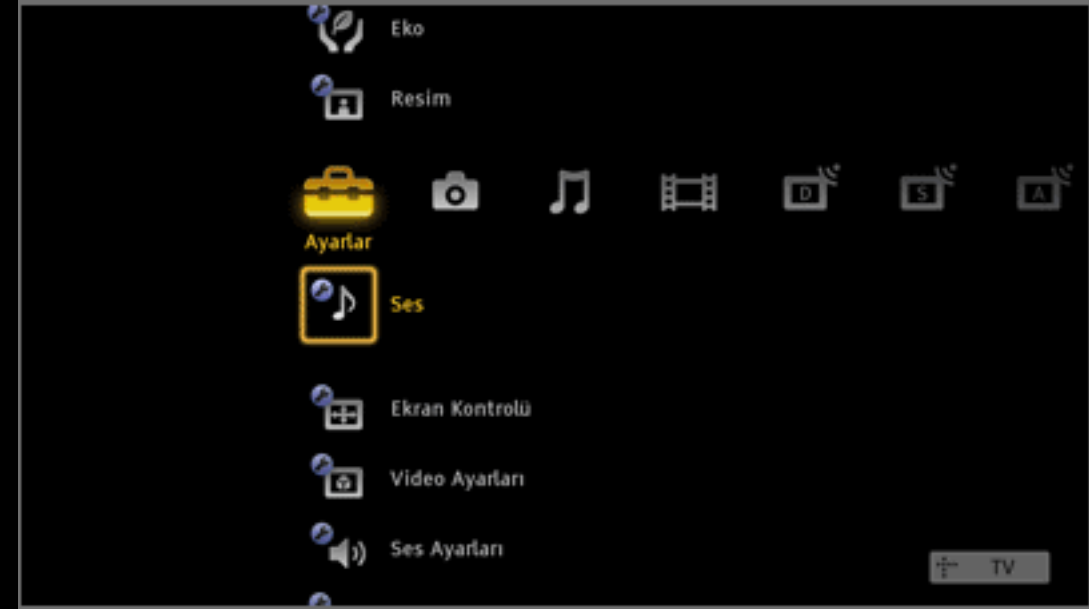 Eko
Resim
D
S
A
Ayarlar
Ses
Ekran Kontrolü
Video Ayarları
Ses Ayarları
TV